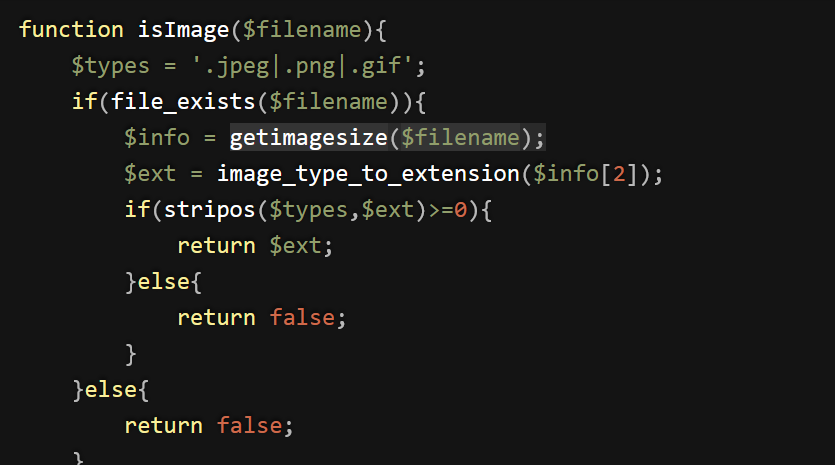 function isImage($filename){
    $types = '.jpeg|.png|.gif';
    if(file_exists($filename)){
        $info = getimagesize($filename);
        $ext = image_type_to_extension($info[2]);
        if(stripos($types,$ext)>=0){
            return $ext;
        }else{
            return false;
        }
    }else{
        return false;
    }